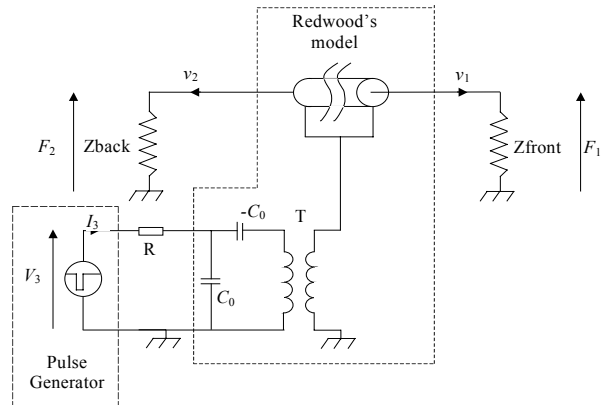 Redwood's
model
v2
v1
F2
Zback
Zfront
F1
I3
-C0
T
R
V3
C0
Pulse
Generator